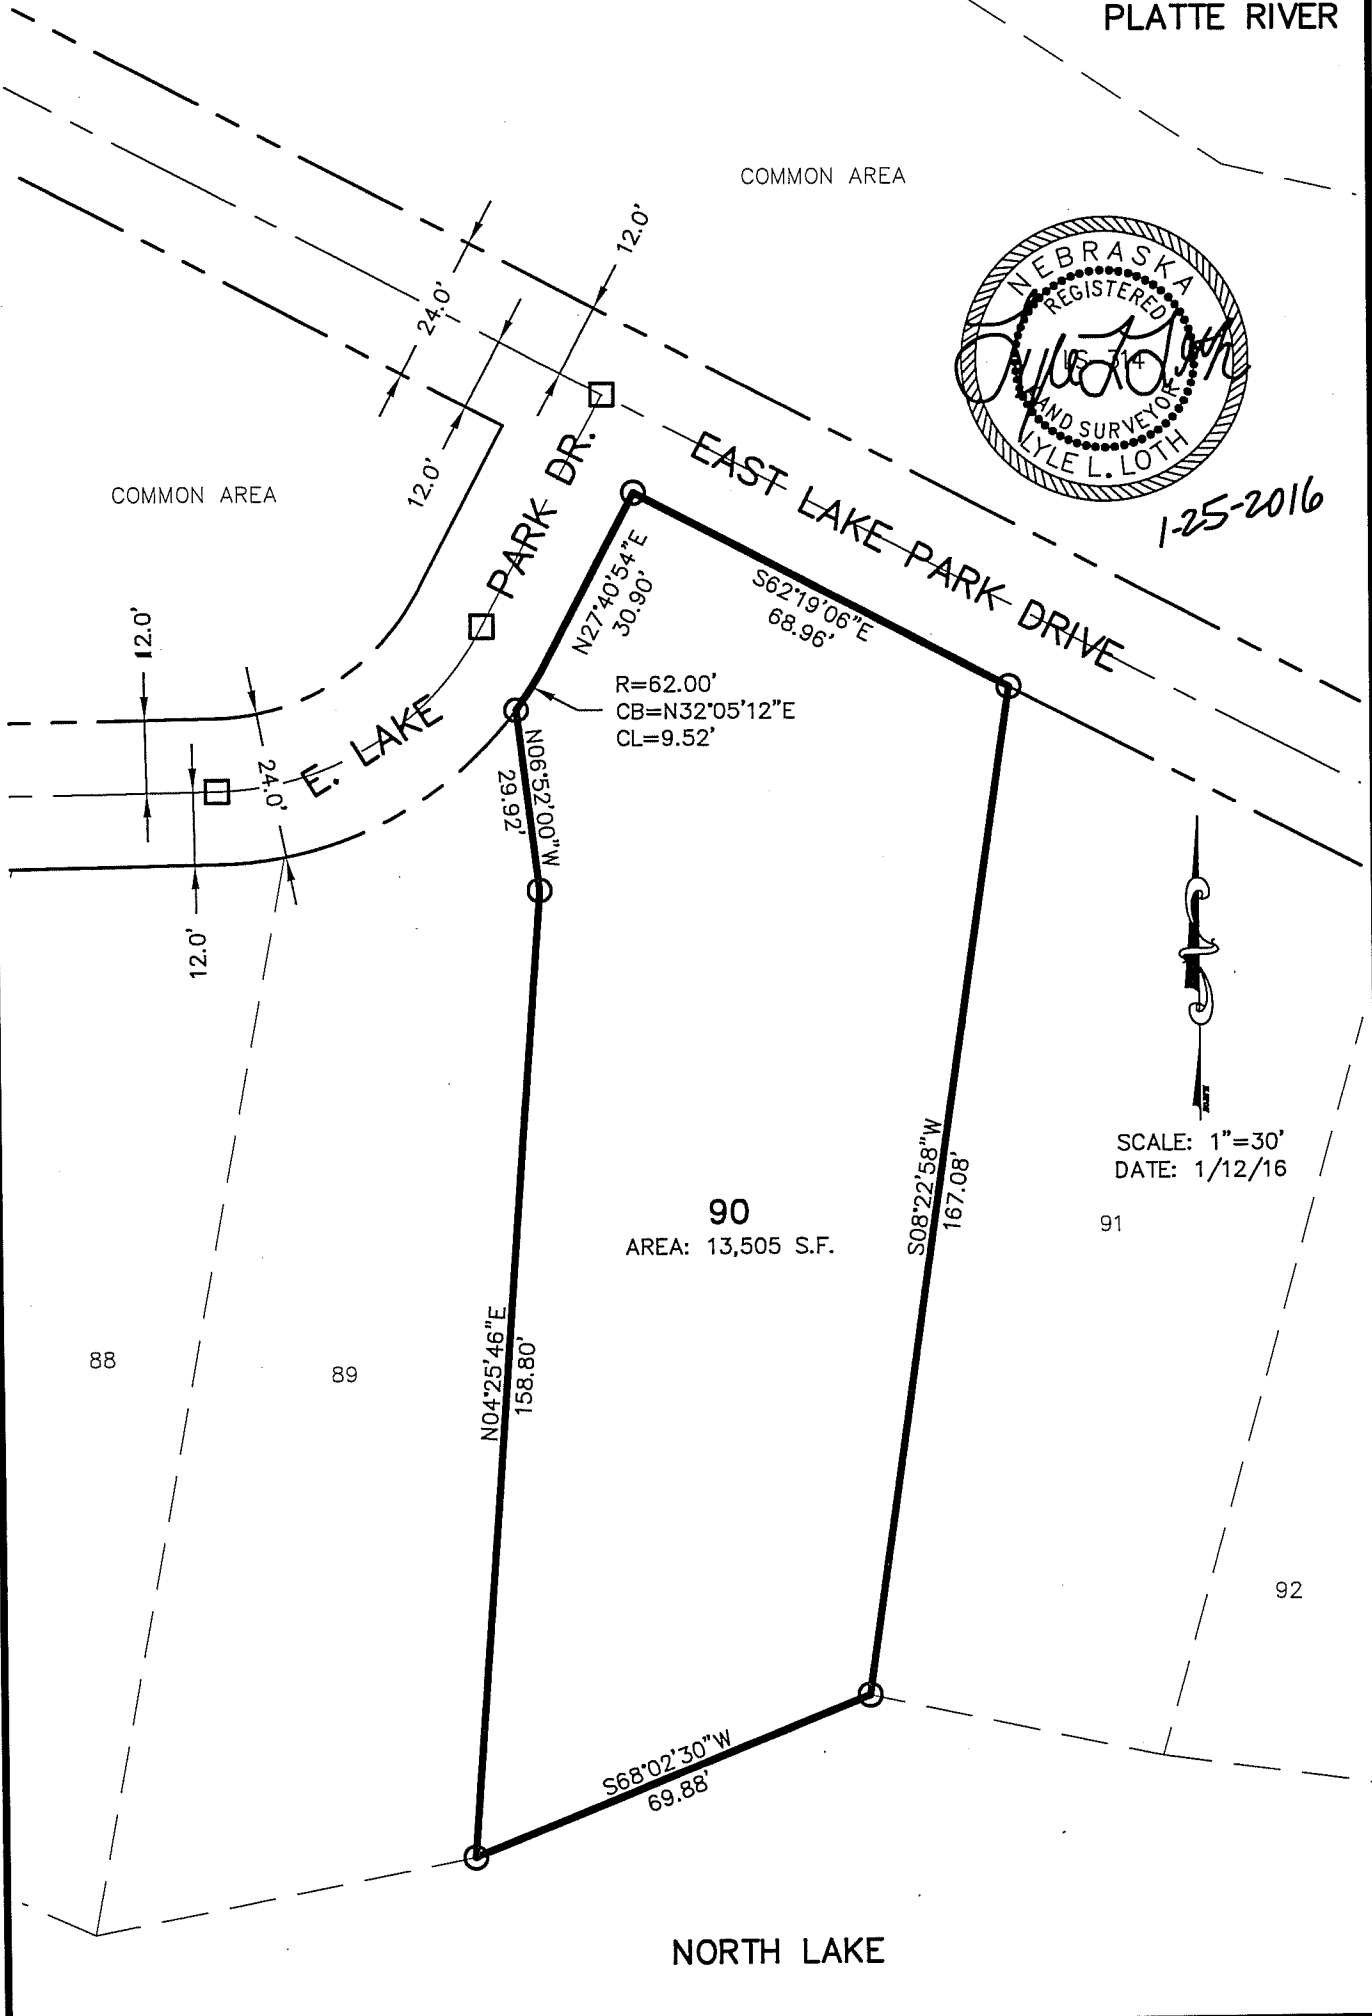 PLATTE RIVER
COMMON AREA
12.0'
24.0'
NEBRASKA
REGISTERED
LS 314
LAND SURVEYOR
LYLE L. LOTH
1-25-2016
12.0'
COMMON AREA
EAST LAKE PARK DRIVE
E. LAKE PARK DR.
N27°40'54"E
30.90'
S62°19'06"E
68.96'
12.0'
R=62.00'
CB=N32°05'12"E
CL=9.52'
24.0'
N06°52'00"W
29.92'
12.0'
S08°22'58"W
167.08'
SCALE: 1"=30'
DATE: 1/12/16
90
AREA: 13,505 S.F.
91
88
89
N04°25'46"E
158.80'
92
S68°02'30"W
69.88'
NORTH LAKE